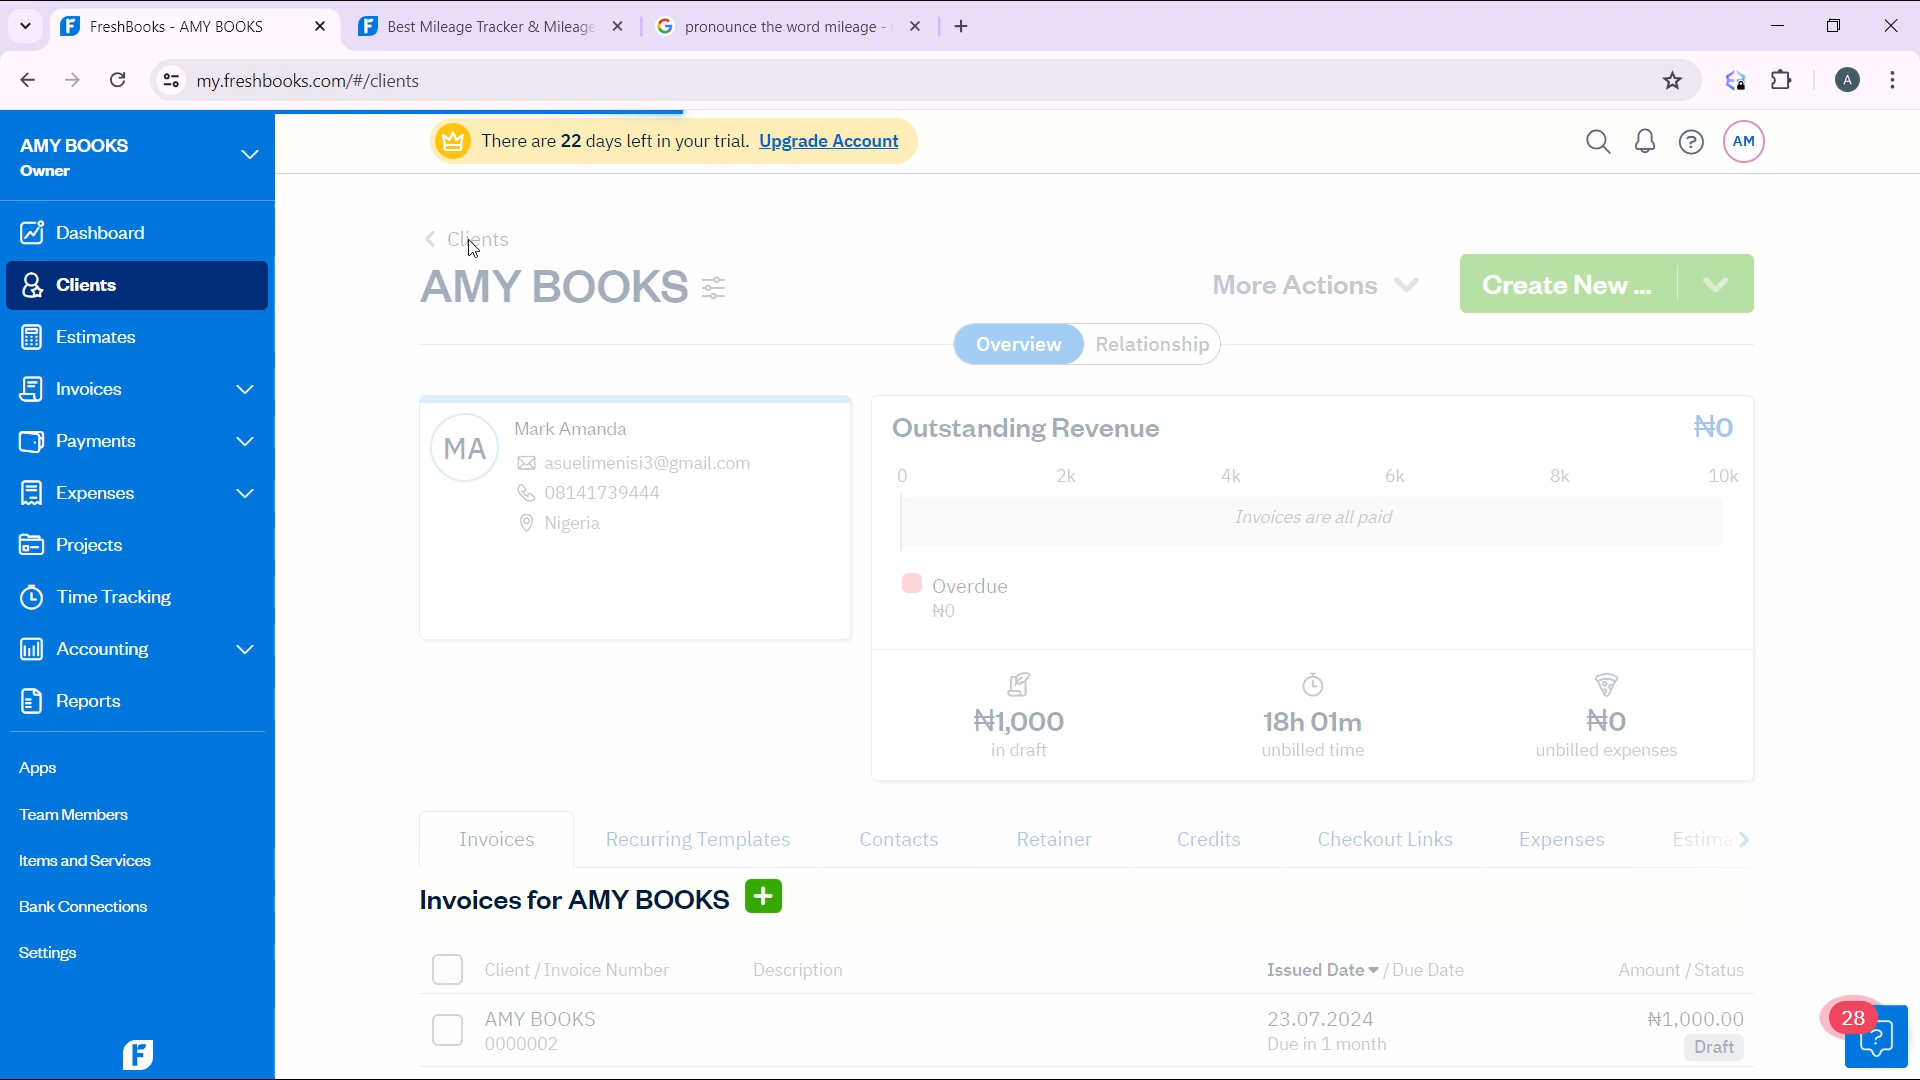 FreshBooks - AMY BOOKS
Best Mileage Tracker & Mileage
pronounce the word mileage -
my.freshbooks.com/#/clients
A
AMY BOOKS
Owner
There are 22 days left in your trial. Upgrade Account
AM
Dashboard
Clients
Estimates
Invoices
Payments
Expenses
Projects
Time Tracking
Accounting
Reports
Apps
Team Members
Items and Services
Bank Connections
Settings
Clients
AMY BOOKS
More Actions
Create New ...
Overview
Relationship
MA
Mark Amanda
asuelimenisi3@gmail.com
08141739444
Nigeria
Outstanding Revenue
₦0
0 2k 4k 6k 8k 10k
Invoices are all paid
Overdue
₦0
₦1,000
in draft
18h 01m
unbilled time
₦0
unbilled expenses
Invoices
Recurring Templates
Contacts
Retainer
Credits
Checkout Links
Expenses
Invoices for AMY BOOKS
Client / Invoice Number
Description
Issued Date / Due Date
Amount / Status
AMY BOOKS
0000002
23.07.2024
Due in 1 month
₦1,000.00
Draft
28